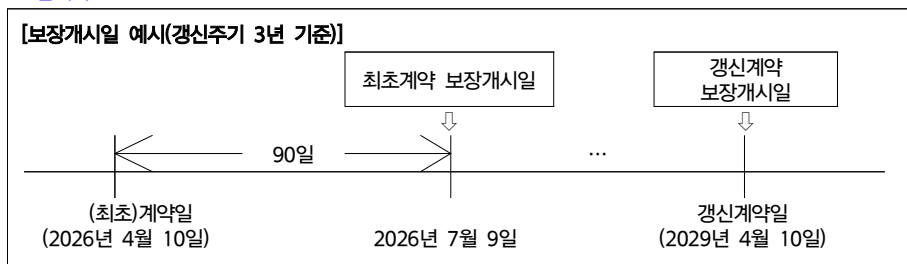 [보장개시일 예시(갱신주기 3년 기준)]
최초계약 보장개시일
갱신계약
보장개시일
90일
...
(최초)계약일
(2026년 4월 10일)
2026년 7월 9일
갱신계약일
(2029년 4월 10일)